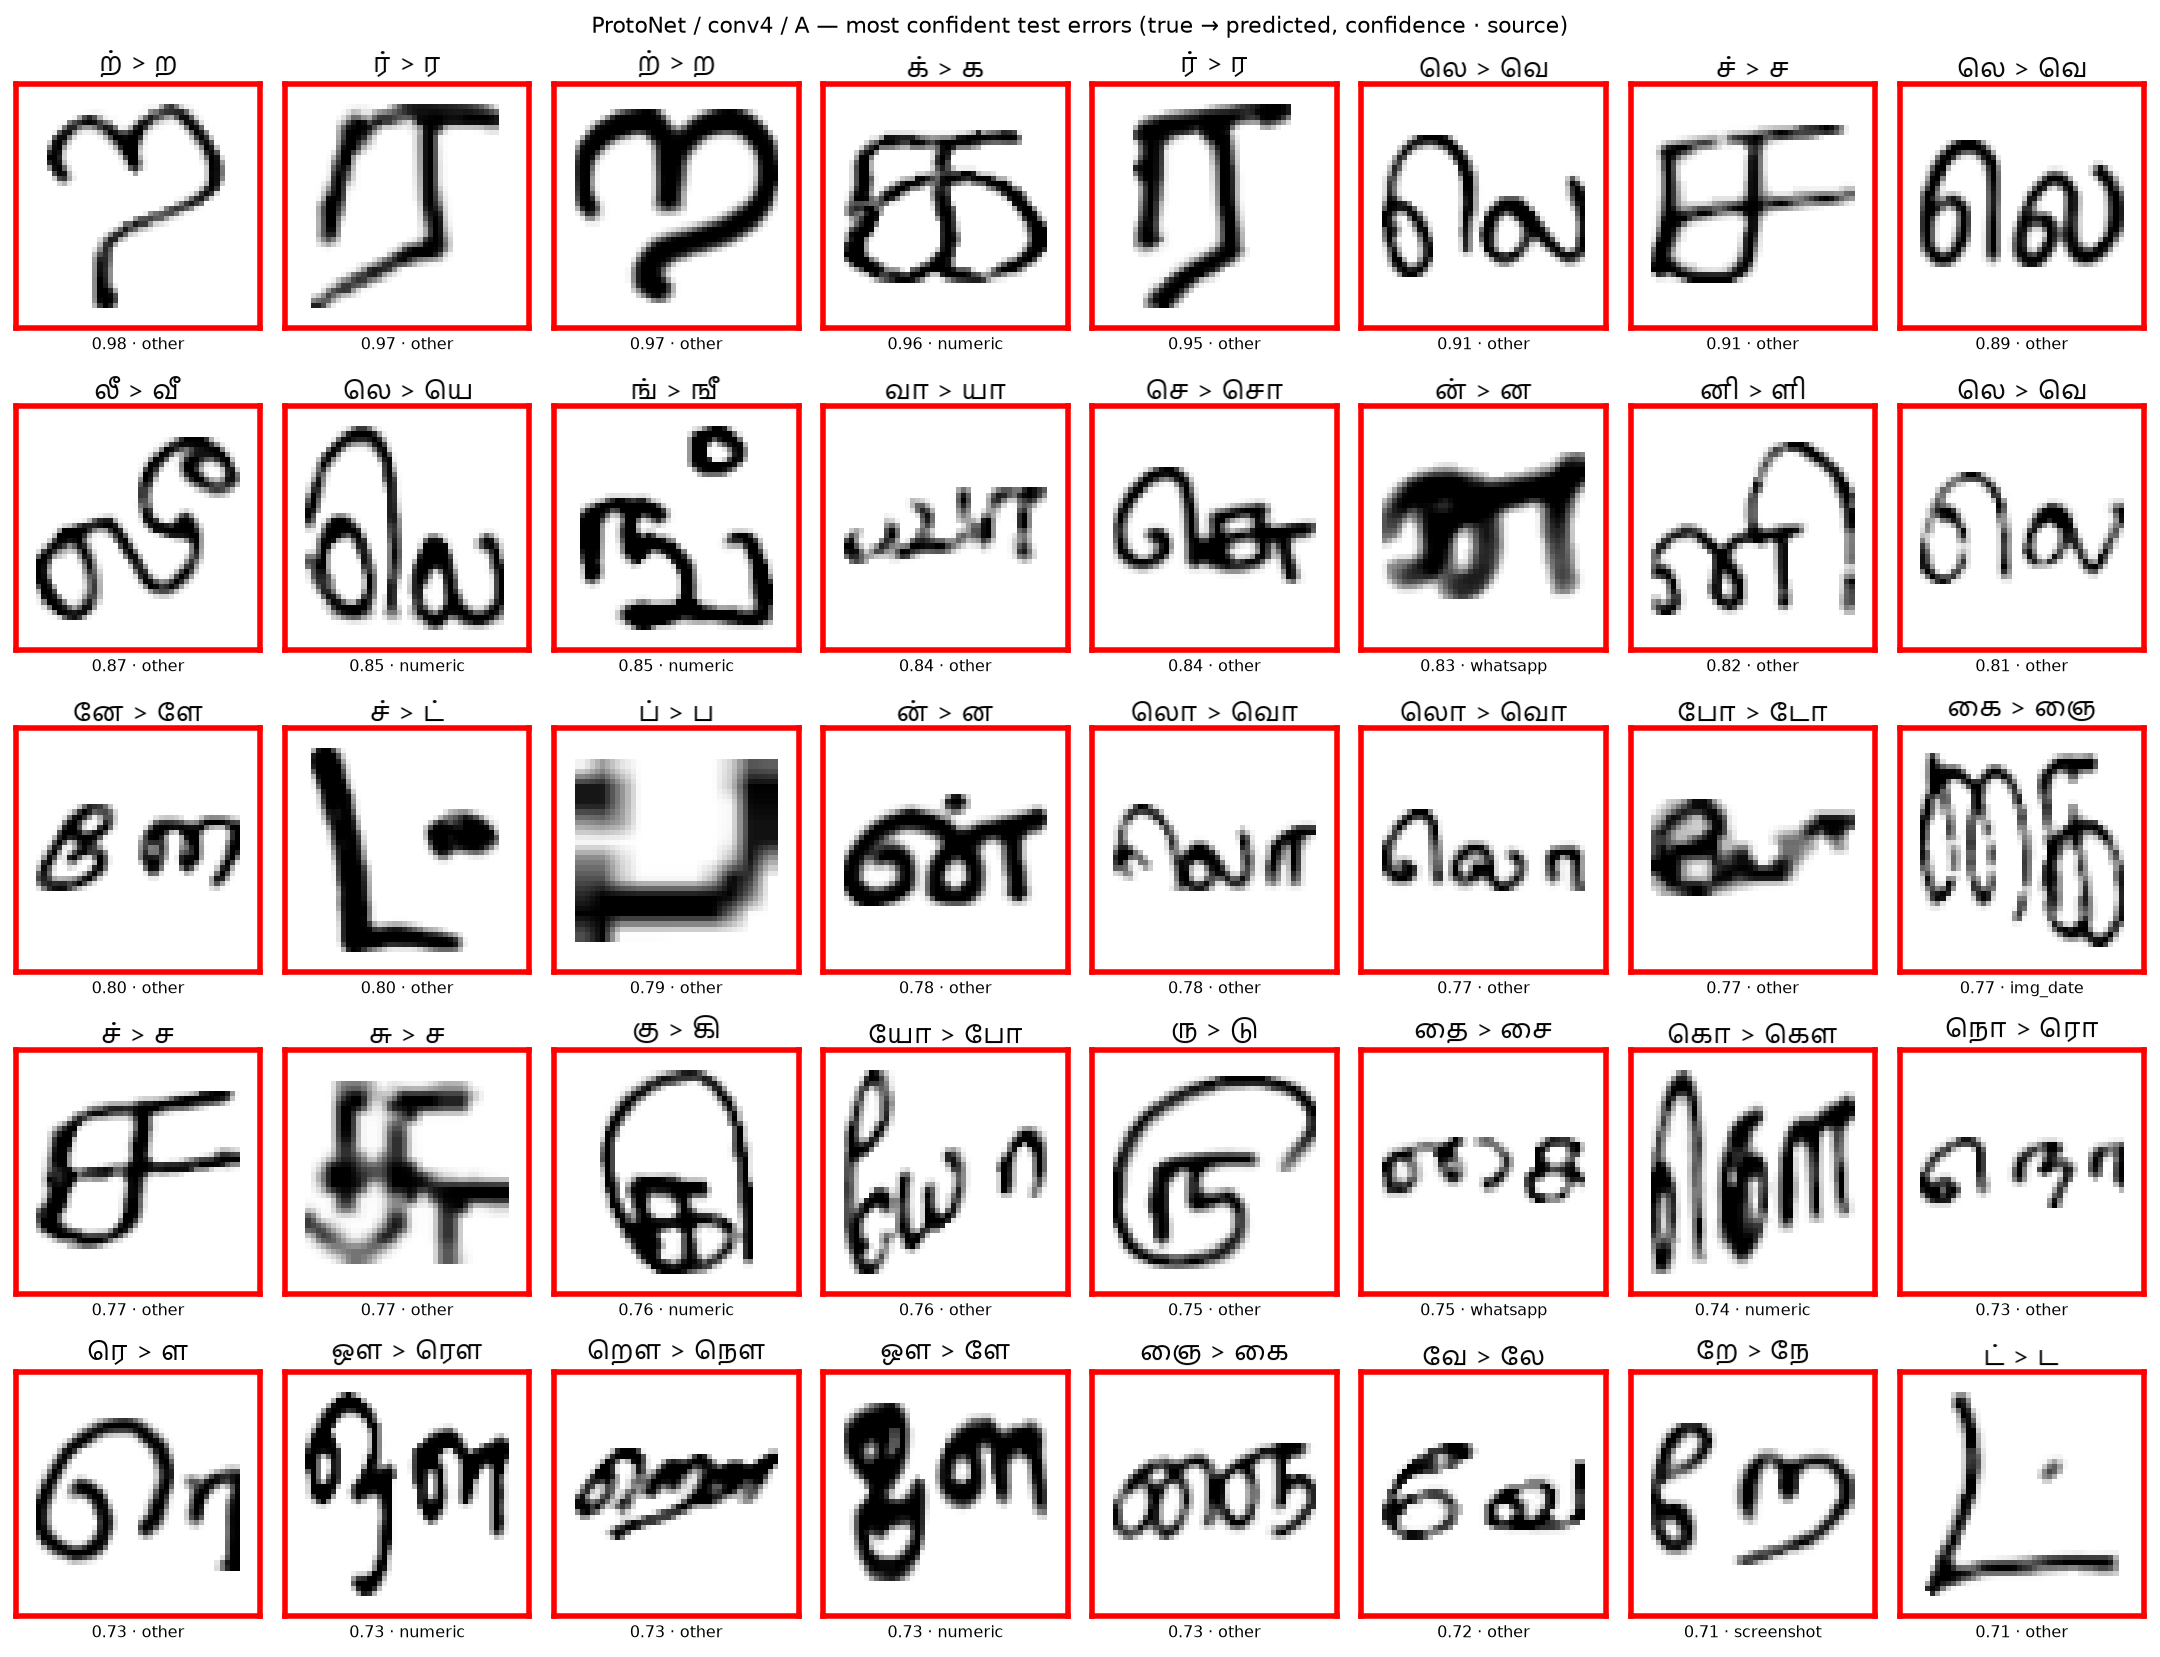 ProtoNet / conv4 / A — most confident test errors (true → predicted, confidence · source)
ற் > ற ர் > ர ற் > ற க் > க ர் > ர லெ > வெ ச் > ச லெ > வெ
0.98 · other 0.97 · other 0.97 · other 0.96 · numeric 0.95 · other 0.91 · other 0.91 · other 0.89 · other
லீ > வீ லெ > யெ ங் > ஙீ வா > யா செ > சொ ன் > ன னி > ளி லெ > வெ
0.87 · other 0.85 · numeric 0.85 · numeric 0.84 · other 0.84 · other 0.83 · whatsapp 0.82 · other 0.81 · other
னே > ளே ச் > ட் ப் > ப ன் > ன லொ > வொ லொ > வொ போ > டோ கை > ஞை
0.80 · other 0.80 · other 0.79 · other 0.78 · other 0.78 · other 0.77 · other 0.77 · other 0.77 · img_date
ச் > ச சு > ச கு > கி யோ > போ ரு > டு தை > சை கொ > கௌ நொ > ரொ
0.77 · other 0.77 · other 0.76 · numeric 0.76 · other 0.75 · other 0.75 · whatsapp 0.74 · numeric 0.73 · other
ரெ > ள ஔ > ரௌ றௌ > நௌ ஔ > ளே ஞை > கை வே > லே றே > நே ட் > ட
0.73 · other 0.73 · numeric 0.73 · other 0.73 · numeric 0.73 · other 0.72 · other 0.71 · screenshot 0.71 · other